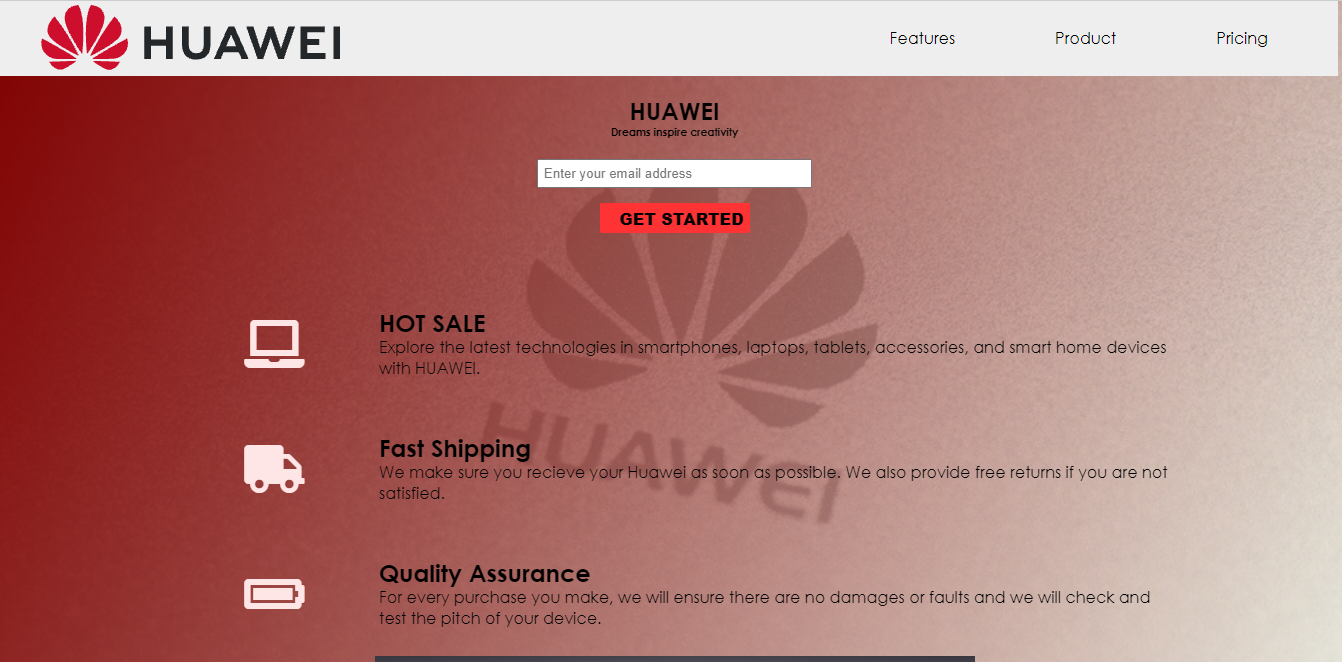 HUAWEI
Features
Product
Pricing
HUAWEI
Dreams inspire creativity
Enter your email address
GET STARTED
HOT SALE
Explore the latest technologies in smartphones, laptops, tablets, accessories, and smart home devices
with HUAWEI.
HUAWEI
Fast Shipping
We make sure you recieve your Huawei as soon as possible. We also provide free returns if you are not
satisfied.
Quality Assurance
For every purchase you make, we will ensure there are no damages or faults and we will check and
test the pitch of your device.